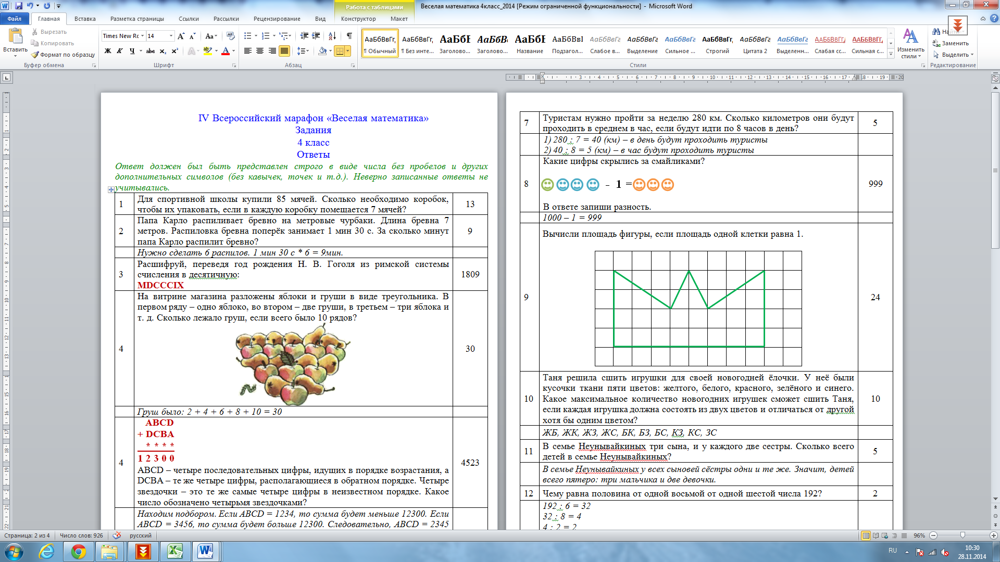 Работа с таблицами
Веселая математика 4класс_2014 [Режим ограниченной функциональности] - Microsoft Word
Файл Главная Вставка Разметка страницы Ссылки Рассылки Рецензирование Вид Конструктор Макет
Вставить
Вырезать
Копировать
Формат по образцу
Буфер обмена
Times New Rc 14
Ж К Ч abc x₂ x²
Шрифт
Абзац
АаБбВвГг, АаБбВвГг, АаБбЕ АаБбВе АаБбЕ АаБбВвІ АаБбВвГг АаБбВвГг АаБбВвГг АаБбВвГг, АаБбВвГг АаБбВвГг ААБбВвГг, ААБбВвГг,
¶ Обычный ¶ Без инте... Заголово... Заголово... Название Подзагол... Слабое в... Выделение Сильное ... Строгий Цитата 2 Выделенн... Слабая сс... Сильная с...
Стили
Изменить стили
Заменить
Выделить
Редактирование
IV Всероссийский марафон «Веселая математика»
Задания
4 класс
Ответы
Ответ должен был быть представлен строго в виде числа без пробелов и других
дополнительных символов (без кавычек, точек и т.д.). Неверно записанные ответы не
учитывались.
1 Для спортивной школы купили 85 мячей. Сколько необходимо коробок, 13
чтобы их упаковать, если в каждую коробку помещается 7 мячей?
Папа Карло распиливает бревно на метровые чурбаки. Длина бревна 7
2 метров. Распиловка бревна поперёк занимает 1 мин 30 с. За сколько минут 9
папа Карло распилит бревно?
Нужно сделать 6 распилов. 1 мин 30 с * 6 = 9мин.
Расшифруй, переведя год рождения Н. В. Гоголя из римской системы
3 счисления в десятичную: 1809
MDCCCIX
На витрине магазина разложены яблоки и груши в виде треугольника. В
первом ряду – одно яблоко, во втором – две груши, в третьем – три яблока и
т. д. Сколько лежало груш, если всего было 10 рядов?
4 30
Груш было: 2 + 4 + 6 + 8 + 10 = 30
ABCD
+ DCBA
* * * *
1 2 3 0 0
4 4523
ABCD – четыре последовательных цифры, идущих в порядке возрастания, а
DCBA – те же четыре цифры, располагающиеся в обратном порядке. Четыре
звездочки – это те же самые четыре цифры в неизвестном порядке. Какое
число обозначено четырьмя звездочками?
Находим подбором. Если ABCD = 1234, то сумма будет меньше 12300. Если
ABCD = 3456, то сумма будет больше 12300. Следовательно, ABCD = 2345
7 Туристам нужно пройти за неделю 280 км. Сколько километров они будут 5
проходить в среднем в час, если будут идти по 8 часов в день?
1) 280 : 7 = 40 (км) – в день будут проходить туристы
2) 40 : 8 = 5 (км) – в час будут проходить туристы
Какие цифры скрылись за смайликами?
8 - 1 = 999
В ответе запиши разность.
1000 – 1 = 999
Вычисли площадь фигуры, если площадь одной клетки равна 1.
9 24
Таня решила сшить игрушки для своей новогодней ёлочки. У неё были
кусочки ткани пяти цветов: желтого, белого, красного, зелёного и синего.
10 Какое максимальное количество новогодних игрушек сможет сшить Таня, 10
если каждая игрушка должна состоять из двух цветов и отличаться от другой
хотя бы одним цветом?
ЖБ, ЖК, ЖЗ, ЖС, БК, БЗ, БС, КЗ, КС, ЗС
11 В семье Неунывайкиных три сына, и у каждого две сестры. Сколько всего 5
детей в семье Неунывайкиных?
В семье Неунывайкиных у всех сыновей сёстры одни и те же. Значит, детей
всего пятеро: три мальчика и две девочки.
12 Чему равна половина от одной восьмой от одной шестой числа 192? 2
192 : 6 = 32
32 : 8 = 4
4 : 2 = 2
Страница: 2 из 4 Число слов: 926 русский 96%
RU 10:30
28.11.2014